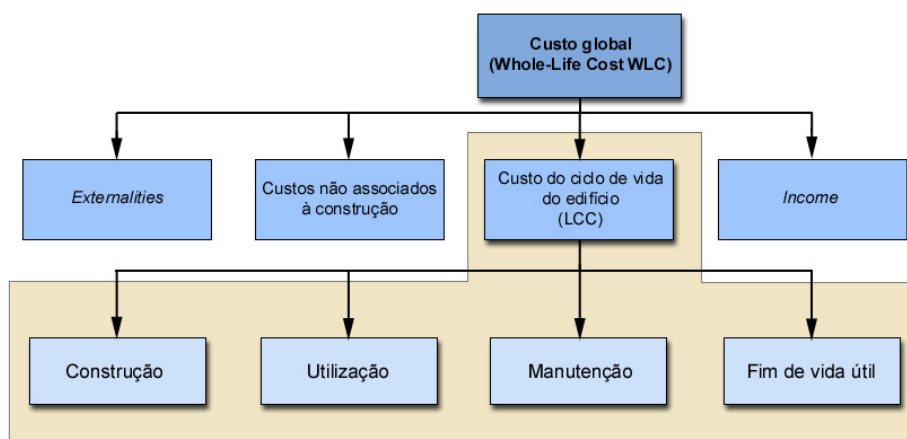 Custo global
(Whole-Life Cost WLC)
Externalities
Custos não associados
à construção
Custo do ciclo de vida
do edifício
(LCC)
Income
Construção
Utilização
Manutenção
Fim de vida útil